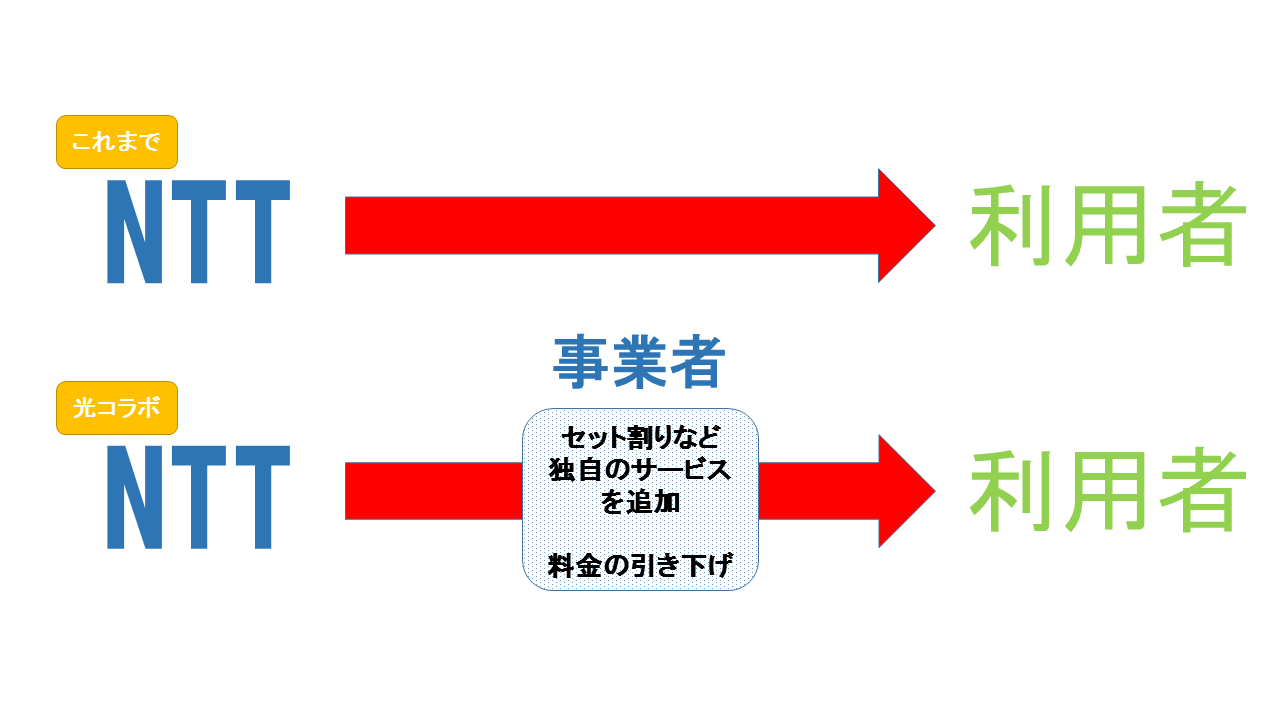 これまで
NTT
利用者
事業者
光コラボ
NTT
セット割りなど
独自のサービス
を追加
料金の引き下げ
利用者